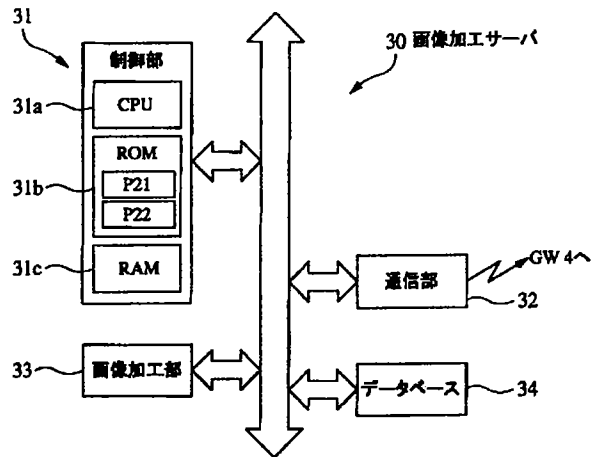 31
制御部
31a
CPU
ROM
31b
P21
P22
31c
RAM
30 画像加工サーバ
通信部
GW 4へ
32
33
画像加工部
データベース
34